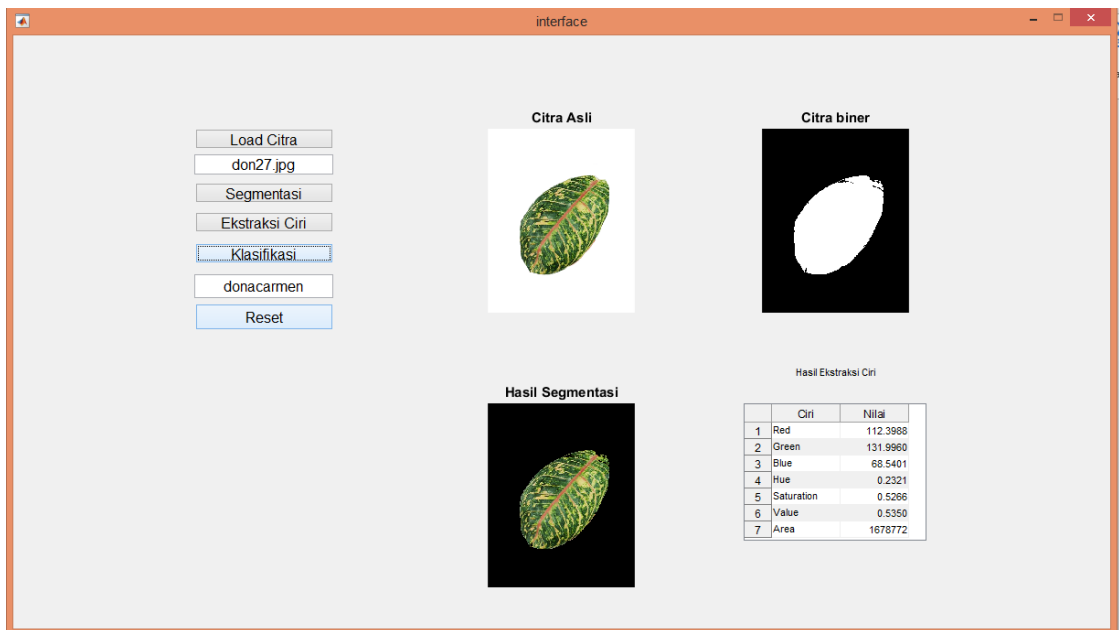 interface
Load Citra
don27.jpg
Segmentasi
Ekstraksi Ciri
Klasifikasi
donacarmen
Reset
Citra Asli
Citra biner
Hasil Segmentasi
Hasil Ekstraksi Ciri
Ciri Nilai
1 Red 112.3988
2 Green 131.9960
3 Blue 68.5401
4 Hue 0.2321
5 Saturation 0.5266
6 Value 0.5350
7 Area 1678772